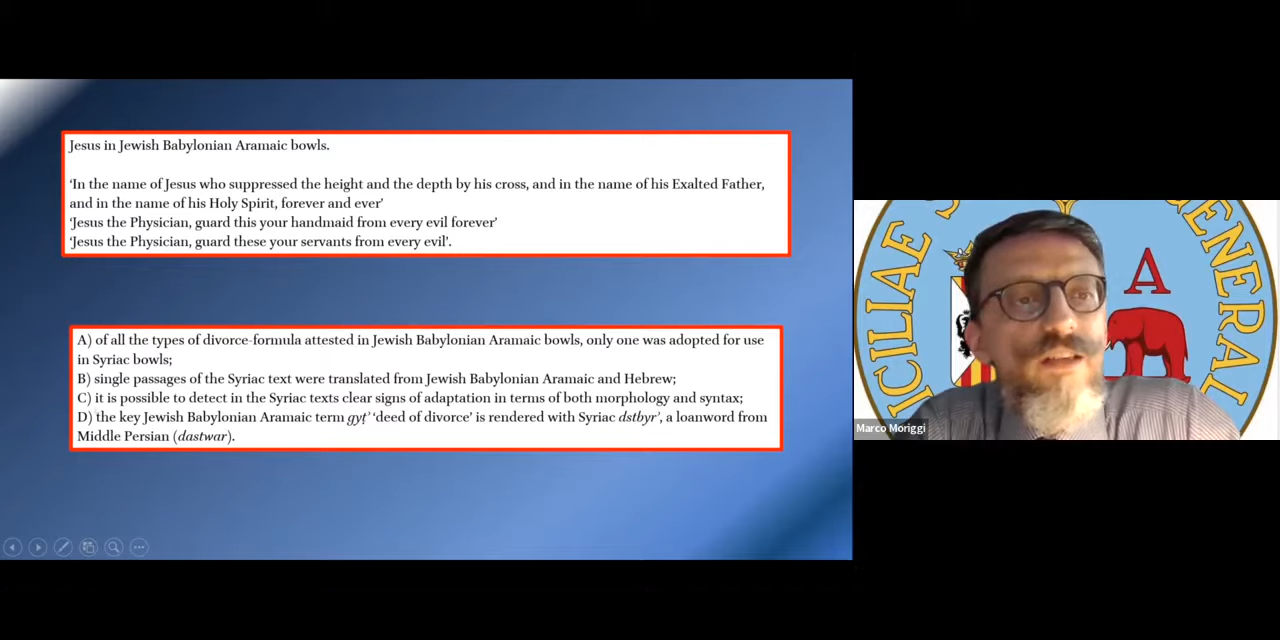 Jesus in Jewish Babylonian Aramaic bowls.
‘In the name of Jesus who suppressed the height and the depth by his cross, and in the name of his Exalted Father,
and in the name of his Holy Spirit, forever and ever’
‘Jesus the Physician, guard this your handmaid from every evil forever’
‘Jesus the Physician, guard these your servants from every evil’.
A) of all the types of divorce-formula attested in Jewish Babylonian Aramaic bowls, only one was adopted for use
in Syriac bowls;
B) single passages of the Syriac text were translated from Jewish Babylonian Aramaic and Hebrew;
C) it is possible to detect in the Syriac texts clear signs of adaptation in terms of both morphology and syntax;
D) the key Jewish Babylonian Aramaic term gyṭ’ ‘deed of divorce’ is rendered with Syriac dstbyr’, a loanword from
Middle Persian (dastwar).
ICILIAE
GENERAL
A
Marco Moriggi